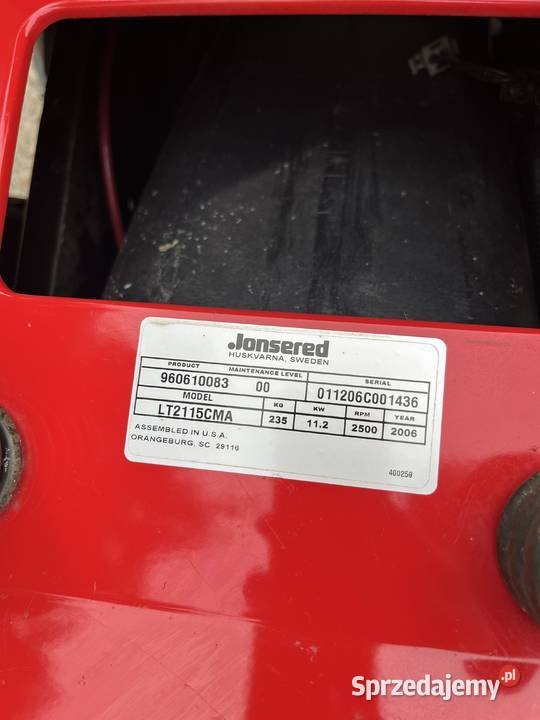 Jonsered
HUSKVARNA, SWEDEN
PRODUCT MAINTENANCE LEVEL SERIAL
960610083 00 011206C001436
MODEL KG KW RPM YEAR
LT2115CMA 235 11.2 2500 2006
ASSEMBLED IN U.S.A.
ORANGEBURG, SC 29116
400259
Sprzedajemy.pl